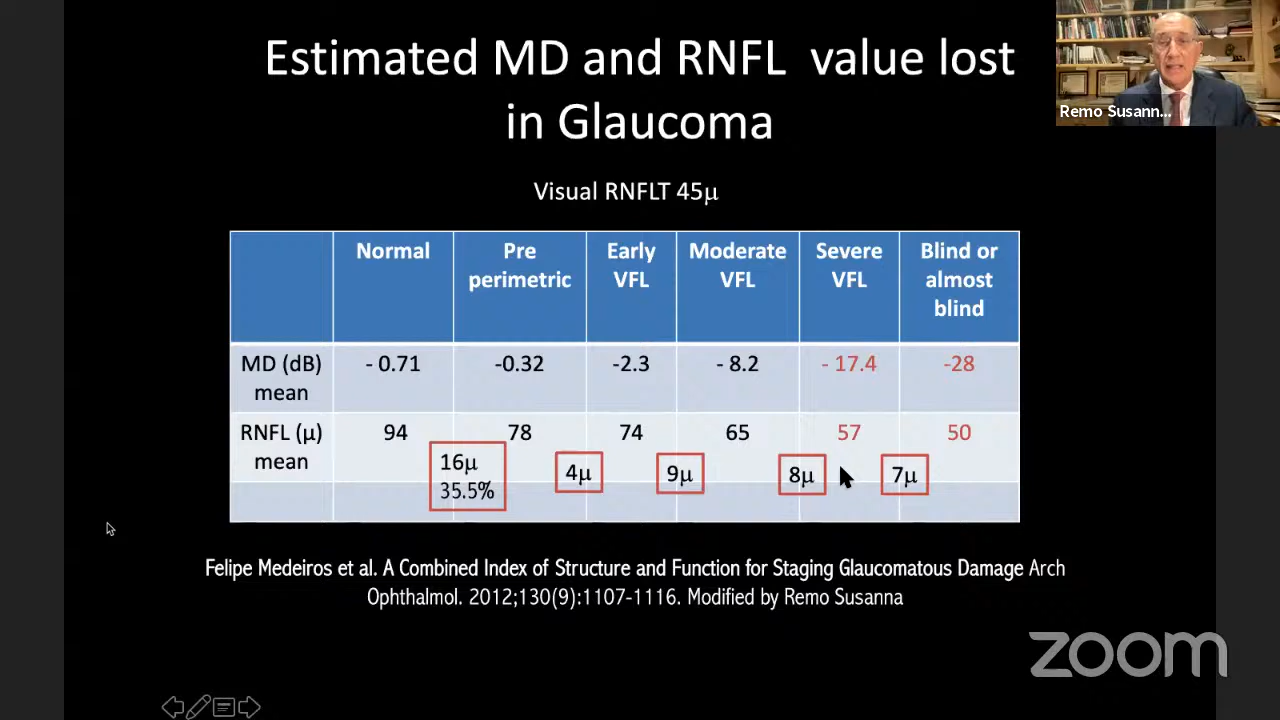 Estimated MD and RNFL value lost
in Glaucoma
Remo Susann...
Visual RNFLT 45µ
Normal
Pre
perimetric
Early
VFL
Moderate
VFL
Severe
VFL
Blind or
almost
blind
MD (dB)
mean
- 0.71
-0.32
-2.3
- 8.2
- 17.4
-28
RNFL (µ)
mean
94
78
74
65
57
50
16µ
35.5%
4µ
9µ
8µ
7µ
Felipe Medeiros et al. A Combined Index of Structure and Function for Staging Glaucomatous Damage Arch
Ophthalmol. 2012;130(9):1107-1116. Modified by Remo Susanna
zoom